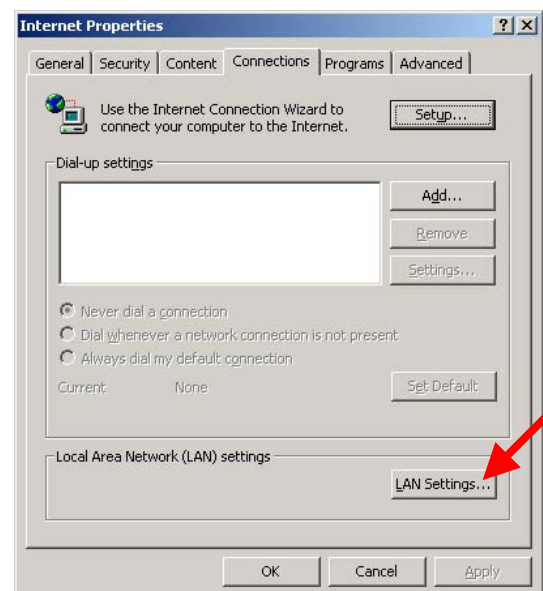 Internet Properties
? X
General Security Content Connections Programs Advanced
Use the Internet Connection Wizard to
connect your computer to the Internet.
Setup...
Dial-up settings
Add...
Remove
Settings...
Never dial a connection
Dial whenever a network connection is not present
Always dial my default connection
Current None
Set Default
Local Area Network (LAN) settings
LAN Settings...
OK Cancel Apply